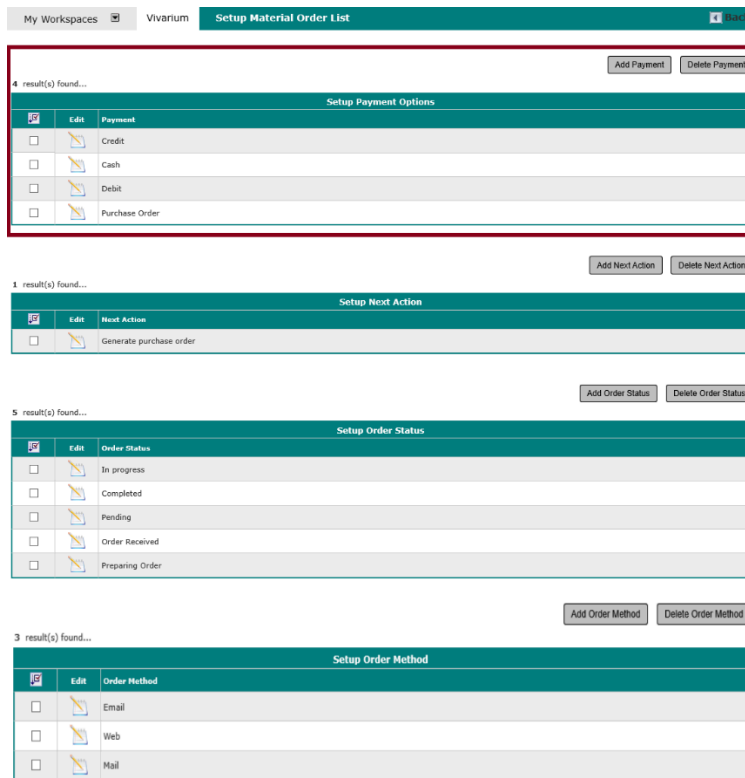 My Workspaces Vivarium Setup Material Order List Back
Add Payment Delete Payment
4 result(s) found...
Setup Payment Options
Edit Payment
Credit
Cash
Debit
Purchase Order
Add Next Action Delete Next Action
1 result(s) found...
Setup Next Action
Edit Next Action
Generate purchase order
Add Order Status Delete Order Status
5 result(s) found...
Setup Order Status
Edit Order Status
In progress
Completed
Pending
Order Received
Preparing Order
Add Order Method Delete Order Method
3 result(s) found...
Setup Order Method
Edit Order Method
Email
Web
Mail